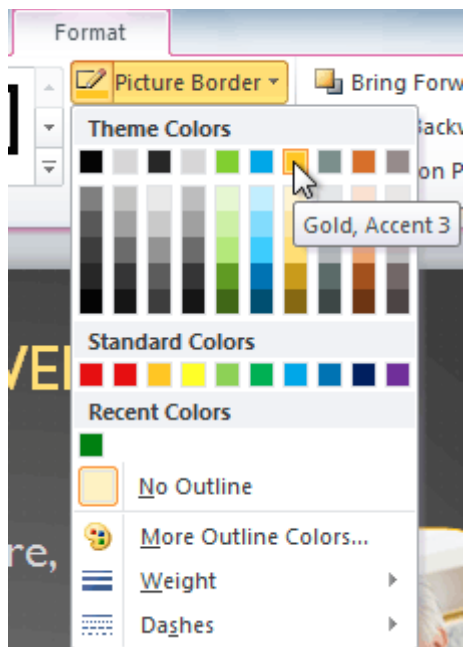 Format
Picture Border
Bring Forw
Theme Colors
Backw
on P
Gold, Accent 3
Standard Colors
VE
Recent Colors
No Outline
re,
More Outline Colors...
Weight
Dashes